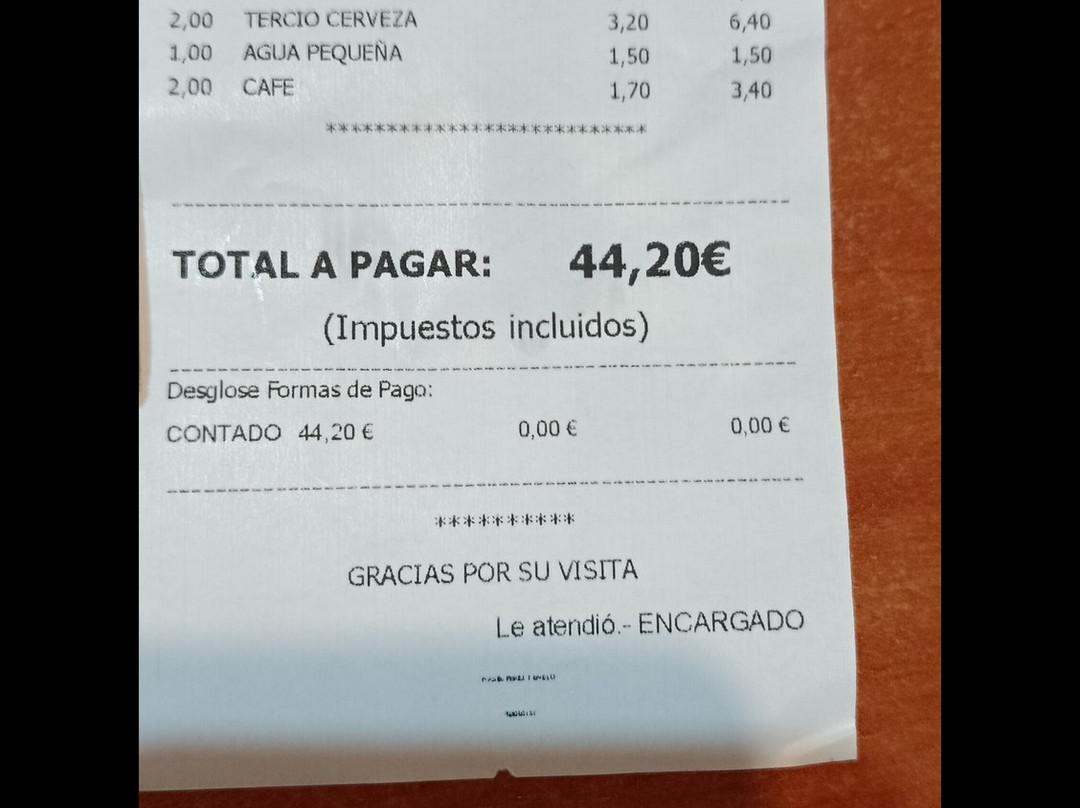 2,00 TERCIO CERVEZA 3,20 6,40
1,00 AGUA PEQUEÑA 1,50 1,50
2,00 CAFE 1,70 3,40
**************************
TOTAL A PAGAR: 44,20€
(Impuestos incluidos)
Desglose Formas de Pago:
CONTADO 44,20 € 0,00 € 0,00 €
**********
GRACIAS POR SU VISITA
Le atendió.- ENCARGADO